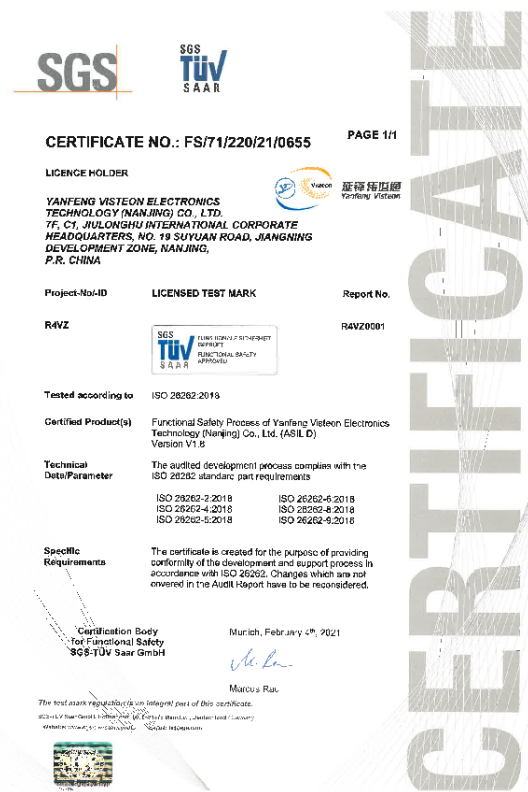 SGS
SGS
TÜV
SAAR
CERTIFICATE NO.: FS/71/220/21/0655
PAGE 1/1
LICENCE HOLDER
Visteon
延锋伟世通
Yanfeng Visteon
YANFENG VISTEON ELECTRONICS
TECHNOLOGY (NANJING) CO., LTD.
7F, C1, JIULONGHU INTERNATIONAL CORPORATE
HEADQUARTERS, NO. 19 SUYUAN ROAD, JIANGNING
DEVELOPMENT ZONE, NANJING,
P.R. CHINA
Project-No/-ID LICENSED TEST MARK Report No.
R4VZ R4VZ0001
SGS
TÜV
SAAR
FUNKTIONALE SICHERHEIT
GEPRÜFT
FUNCTIONAL SAFETY
APPROVED
Tested according to ISO 26262:2018
Certified Product(s) Functional Safety Process of Yanfeng Visteon Electronics
Technology (Nanjing) Co., Ltd. (ASIL D)
Version V1.8
Technical The audited development process complies with the
Data/Parameter ISO 26262 standard part requirements
ISO 26262-2:2018 ISO 26262-6:2018
ISO 26262-4:2018 ISO 26262-8:2018
ISO 26262-5:2018 ISO 26262-9:2018
Specific The certificate is created for the purpose of providing
Requirements conformity of the development and support process in
accordance with ISO 26262. Changes which are not
covered in the Audit Report have to be reconsidered.
Certification Body Munich, February 4th, 2021
for Functional Safety
SGS-TÜV Saar GmbH
Marcus Rau
The test mark regulation is an integral part of this certificate.
CERTIFICATE